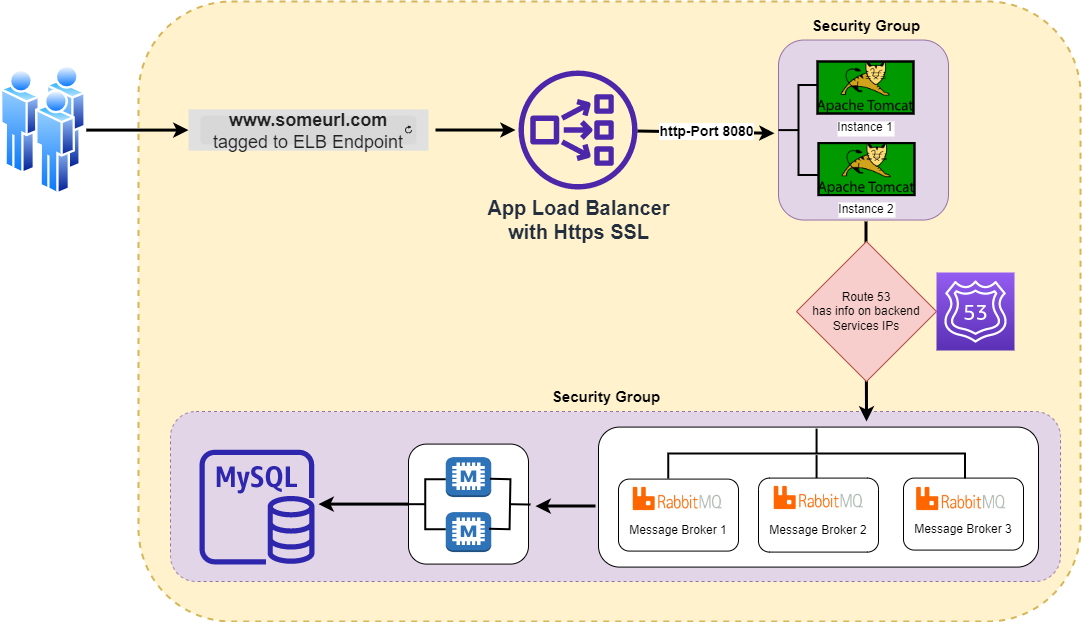 Security Group
www.someurl.com
tagged to ELB Endpoint
http-Port 8080
Apache Tomcat
Instance 1
Apache Tomcat
Instance 2
App Load Balancer
with Https SSL
Route 53
has info on backend
Services IPs
53
Security Group
MySQL
M
M
RabbitMQ
Message Broker 1
RabbitMQ
Message Broker 2
RabbitMQ
Message Broker 3